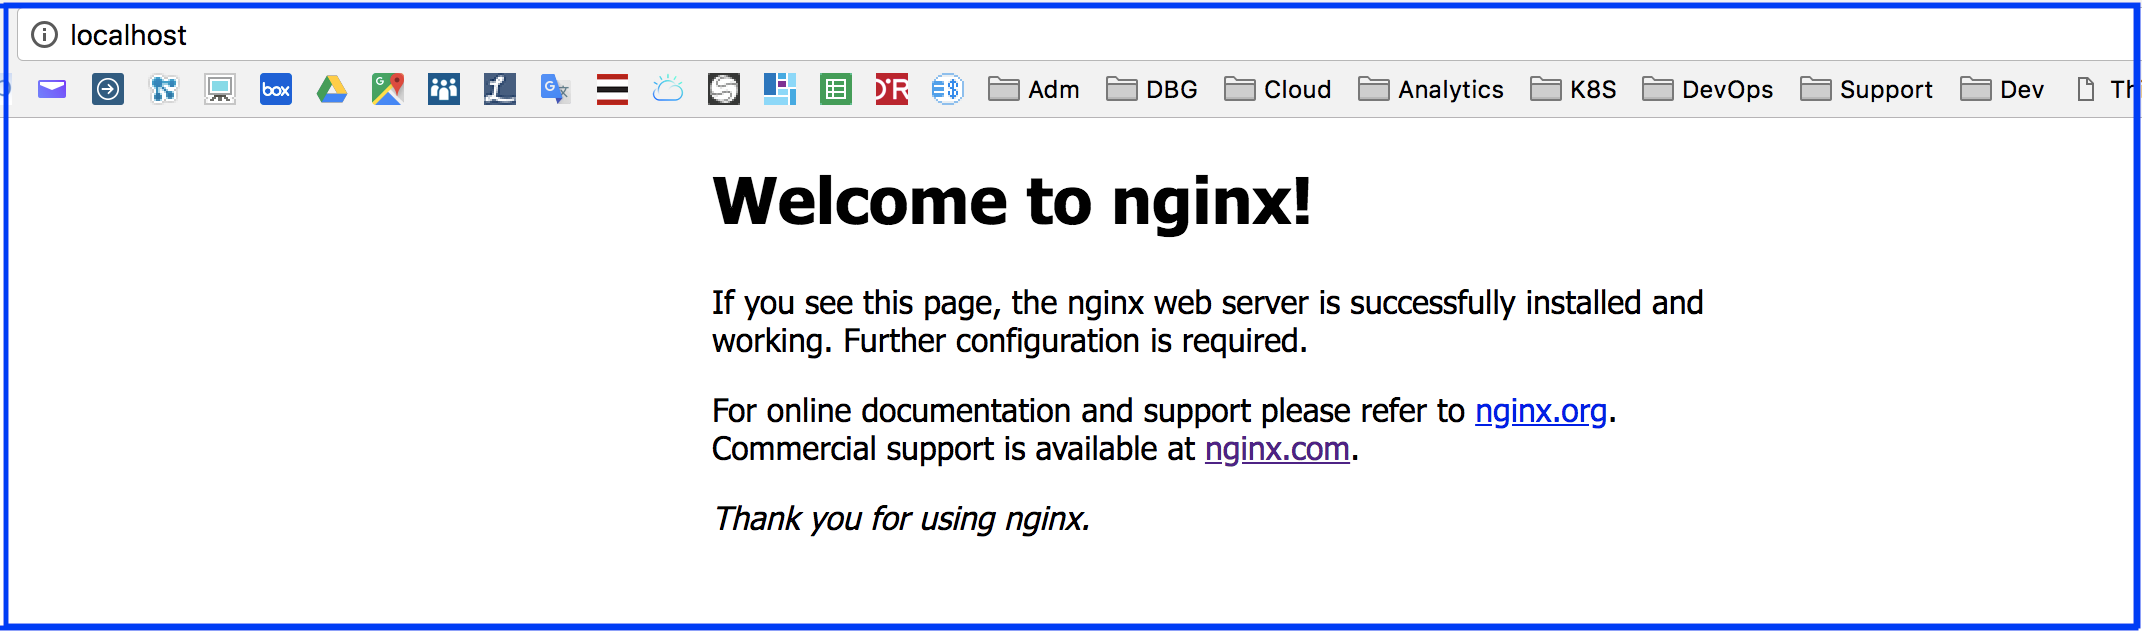 localhost
box Adm DBG Cloud Analytics K8S DevOps Support Dev
Welcome to nginx!
If you see this page, the nginx web server is successfully installed and
working. Further configuration is required.
For online documentation and support please refer to nginx.org.
Commercial support is available at nginx.com.
Thank you for using nginx.